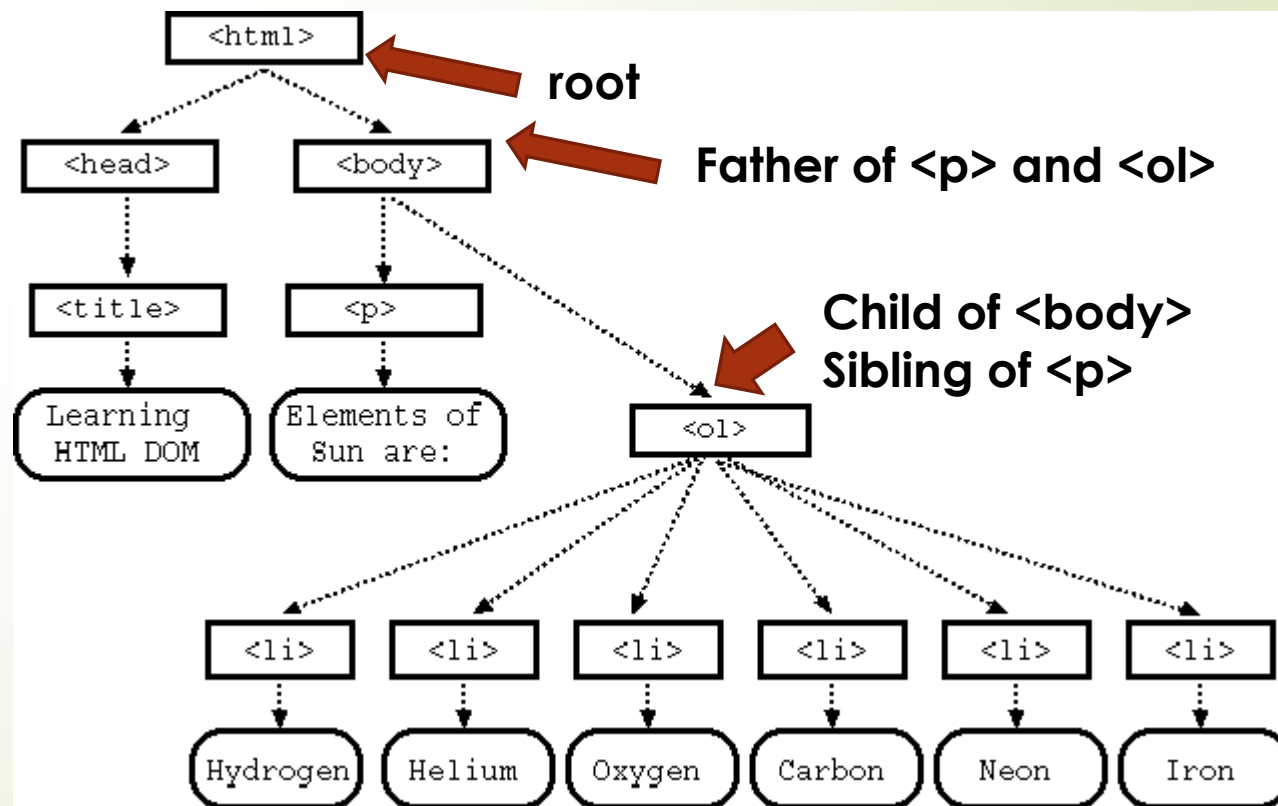 <html>
root
<head>
<body>
Father of <p> and <ol>
<title>
<p>
Child of <body>
Sibling of <p>
Learning
HTML DOM
Elements of
Sun are:
<ol>
<li>
<li>
<li>
<li>
<li>
<li>
Hydrogen
Helium
Oxygen
Carbon
Neon
Iron